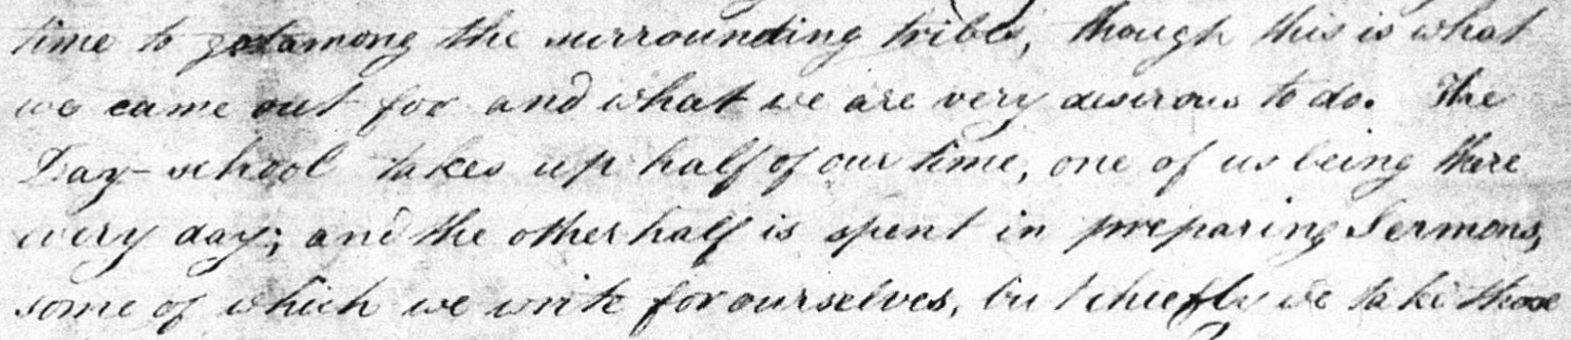 time to get among the surrounding tribes, though this is what
we came out for and what we are very desirous to do. The
Day-school takes up half of our time, one of us being there
every day; and the other half is spent in preparing Sermons,
some of which we write for ourselves, but chiefly we take those